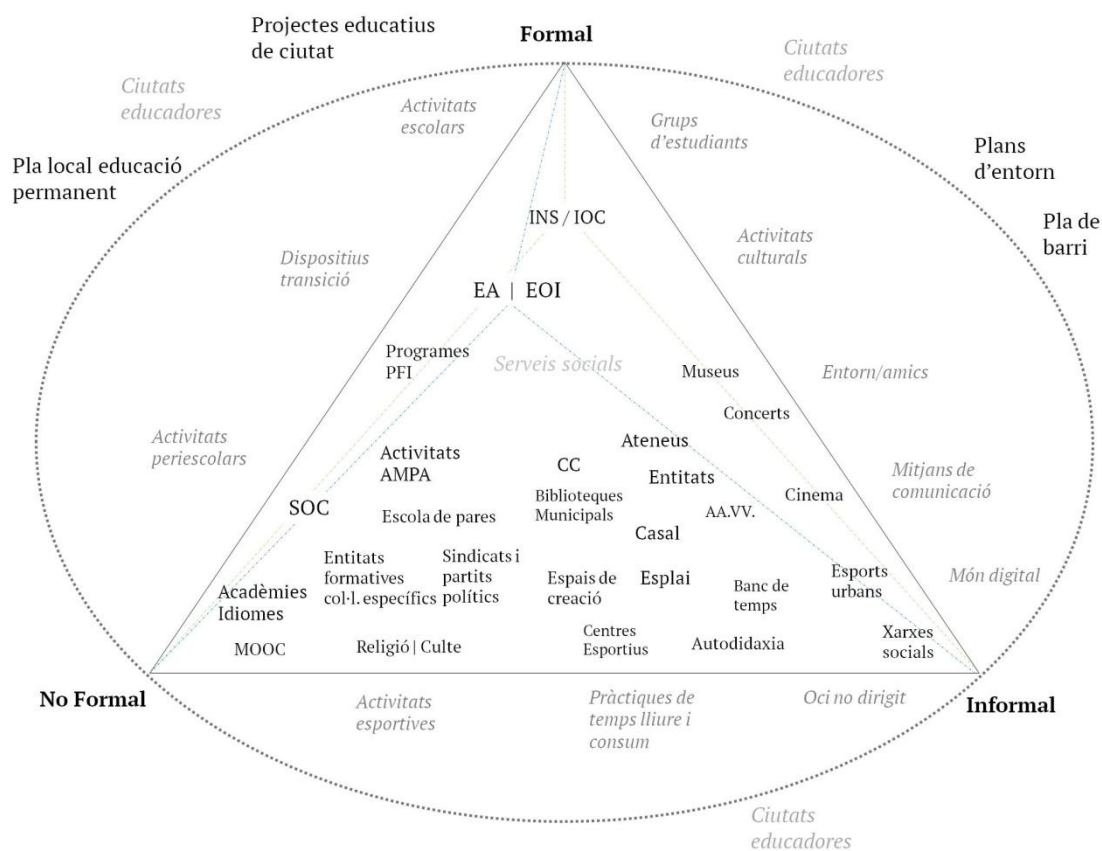 Projectes educatius
de ciutat
Formal
Ciutats
educadores
Ciutats
educadores
Activitats
escolars
Grups
d'estudiants
Pla local educació
permanent
Plans
d'entorn
INS / IOC
Pla de
barri
Activitats
culturals
Dispositius
transició
EA | EOI
Programes
PFI
Serveis socials
Museus
Entorn/amics
Concerts
Activitats
periescolars
Ateneus
Activitats
AMPA
CC
Entitats
Mitjans de
comunicació
Cinema
SOC
Biblioteques
Municipals
AA.VV.
Escola de pares
Casal
Entitats
formatives
col·l. específics
Sindicats i
partits
polítics
Espais de
creació
Esplai
Banc de
temps
Esports
urbans
Món digital
Acadèmies
Idiomes
MOOC
Religió | Culte
Centres
Esportius
Autodidaxia
Xarxes
socials
No Formal
Informal
Activitats
esportives
Pràctiques de
temps lliure i
consum
Oci no dirigit
Ciutats
educadores